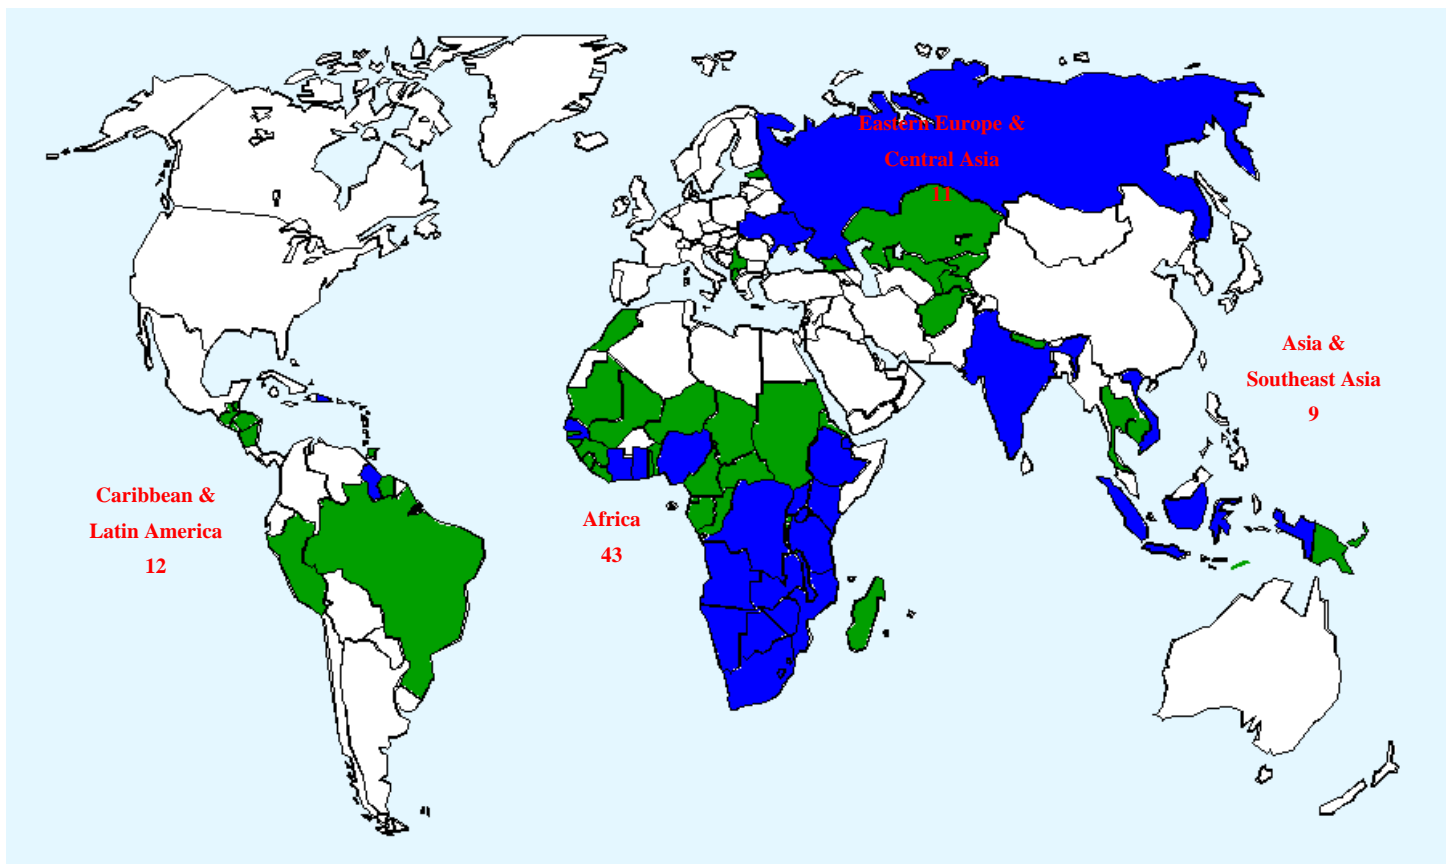 Eastern Europe &
Central Asia
11
Asia &
Southeast Asia
9
Caribbean &
Latin America
12
Africa
43